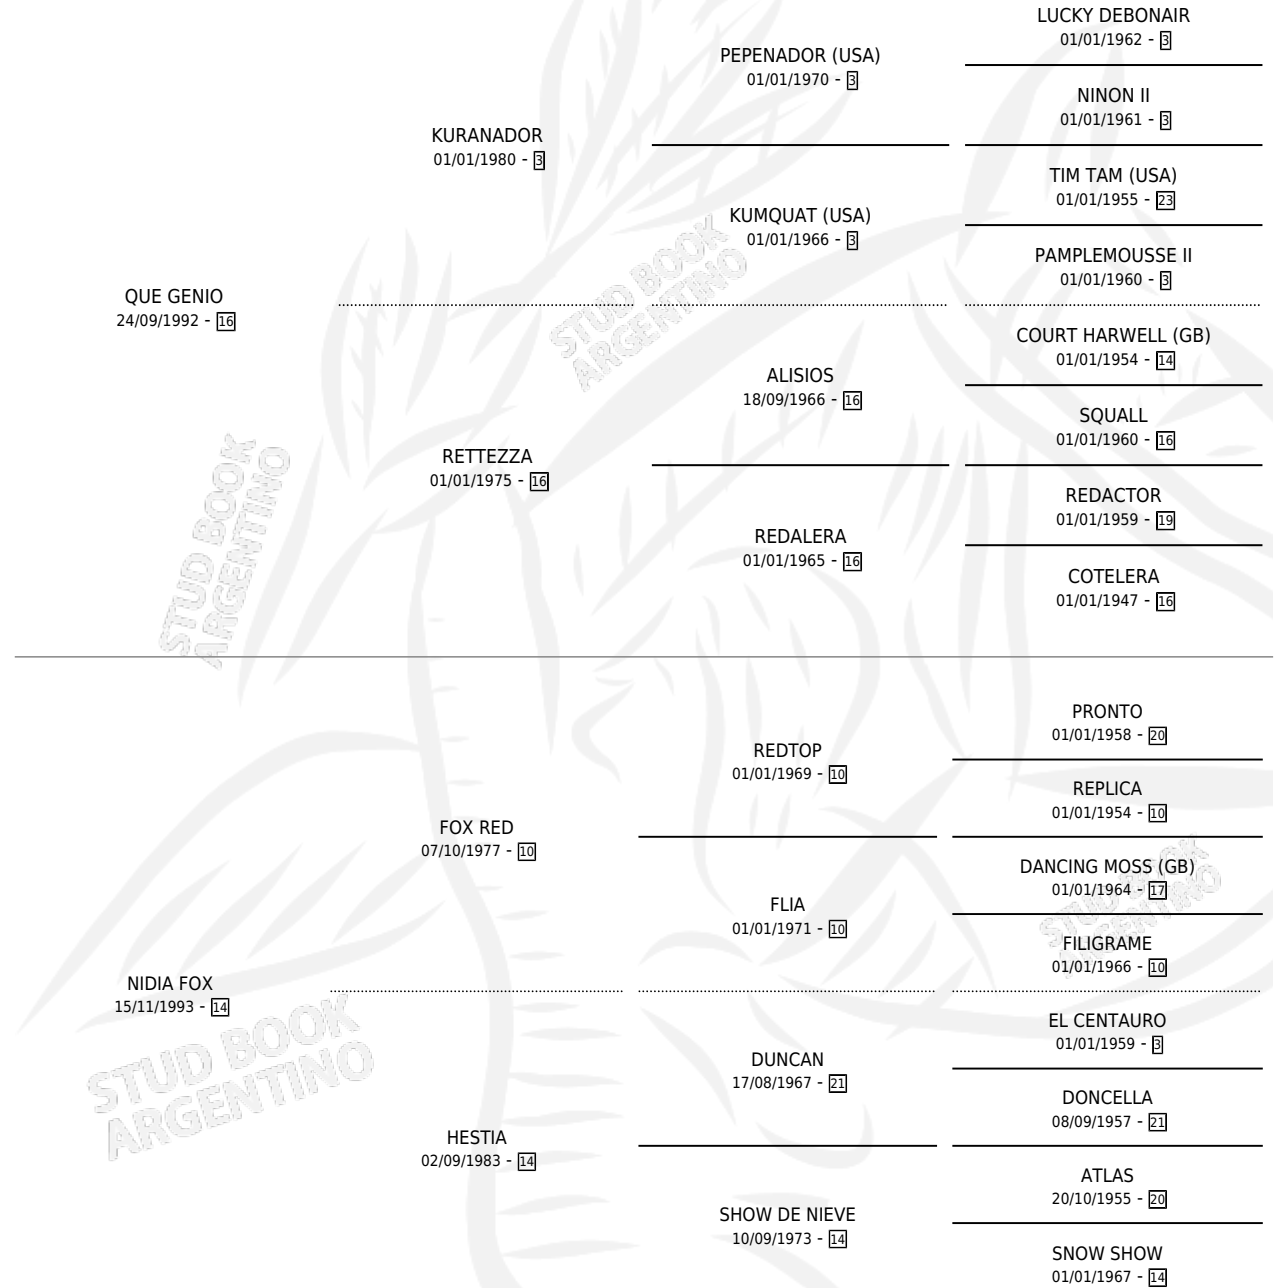 LUCKY DEBONAIR
01/01/1962 - 3
PEPENADOR (USA)
01/01/1970 - 3
NINON II
01/01/1961 - 3
KURANADOR
01/01/1980 - 3
TIM TAM (USA)
01/01/1955 - 23
KUMQUAT (USA)
01/01/1966 - 3
PAMPLEMOUSSE II
01/01/1960 - 3
QUE GENIO
24/09/1992 - 16
COURT HARWELL (GB)
01/01/1954 - 14
ALISIOS
18/09/1966 - 16
SQUALL
01/01/1960 - 16
RETTEZZA
01/01/1975 - 16
REDACTOR
01/01/1959 - 19
REDALERA
01/01/1965 - 16
COTELERA
01/01/1947 - 16
PRONTO
01/01/1958 - 20
REDTOP
01/01/1969 - 10
REPLICA
01/01/1954 - 10
FOX RED
07/10/1977 - 10
DANCING MOSS (GB)
01/01/1964 - 17
FLIA
01/01/1971 - 10
FILIGRAME
01/01/1966 - 10
NIDIA FOX
15/11/1993 - 14
EL CENTAURO
01/01/1959 - 3
DUNCAN
17/08/1967 - 21
DONCELLA
08/09/1957 - 21
HESTIA
02/09/1983 - 14
ATLAS
20/10/1955 - 20
SHOW DE NIEVE
10/09/1973 - 14
SNOW SHOW
01/01/1967 - 14
STUD BOOK
ARGENTINO
STUD BOOK
ARGENTINO
STUD BOOK
ARGENTINO
STUD BOOK
ARGENTINO